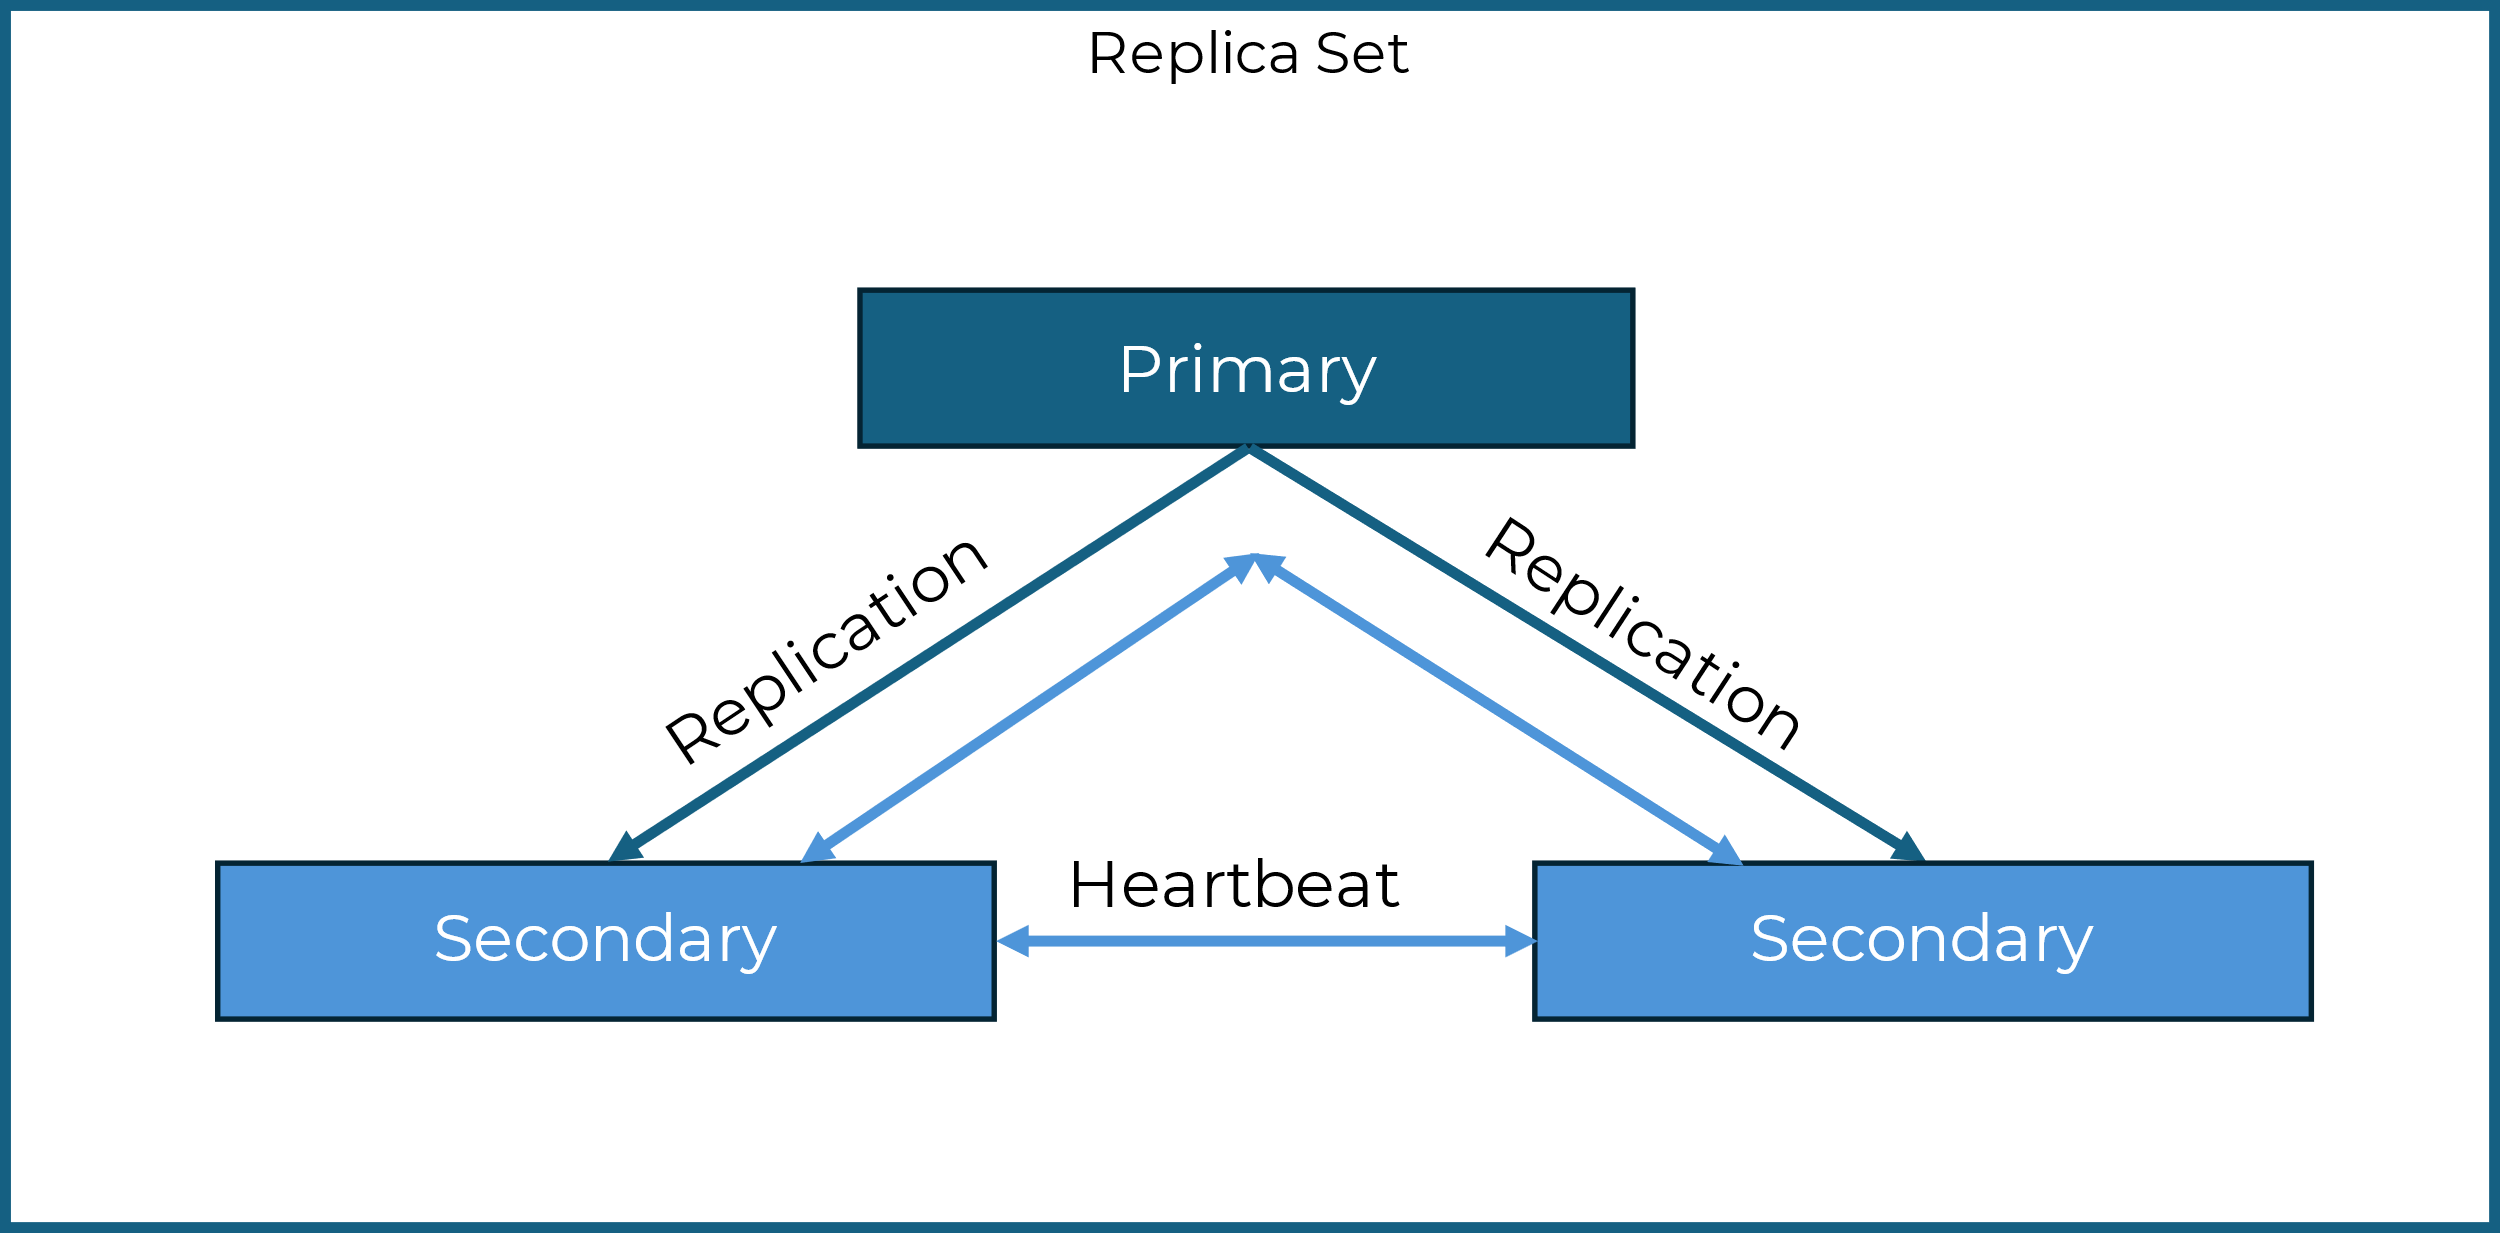 Replica Set
Primary
Replication
Replication
Heartbeat
Secondary
Secondary